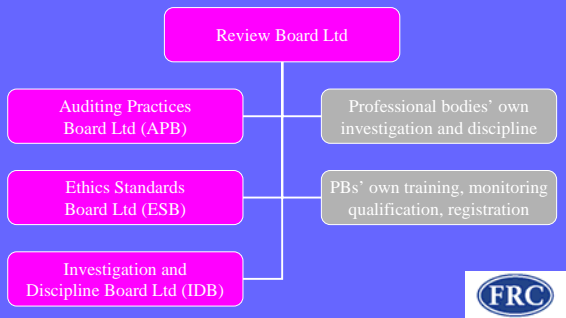 Review Board Ltd
Auditing Practices
Board Ltd (APB)
Professional bodies' own
investigation and discipline
Ethics Standards
Board Ltd (ESB)
PBs' own training, monitoring
qualification, registration
Investigation and
Discipline Board Ltd (IDB)
FRC